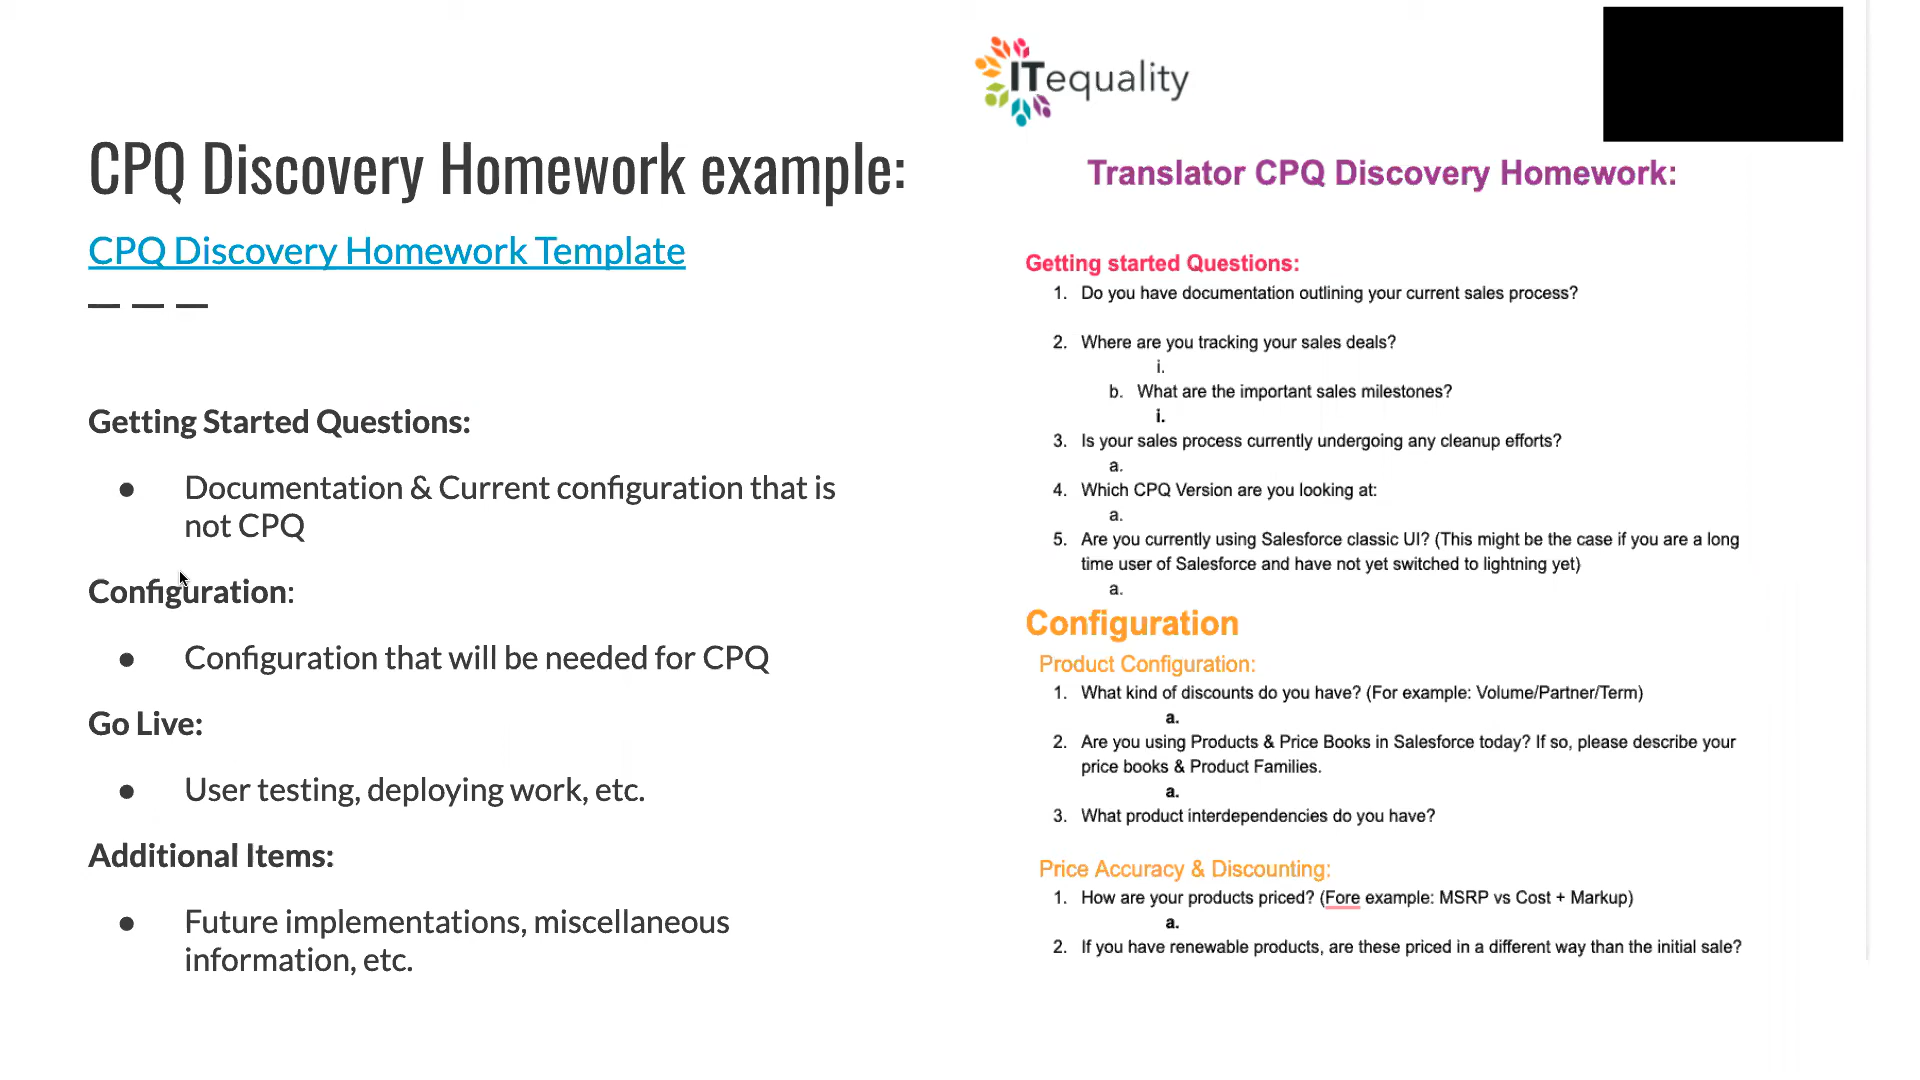 CPQ Discovery Homework example:
CPQ Discovery Homework Template
Getting Started Questions:
● Documentation & Current configuration that is
not CPQ
Configuration:
● Configuration that will be needed for CPQ
Go Live:
● User testing, deploying work, etc.
Additional Items:
● Future implementations, miscellaneous
information, etc.
ITequality
Translator CPQ Discovery Homework:
Getting started Questions:
1. Do you have documentation outlining your current sales process?
2. Where are you tracking your sales deals?
i.
b. What are the important sales milestones?
i.
3. Is your sales process currently undergoing any cleanup efforts?
a.
4. Which CPQ Version are you looking at:
a.
5. Are you currently using Salesforce classic UI? (This might be the case if you are a long
time user of Salesforce and have not yet switched to lightning yet)
a.
Configuration
Product Configuration:
1. What kind of discounts do you have? (For example: Volume/Partner/Term)
a.
2. Are you using Products & Price Books in Salesforce today? If so, please describe your
price books & Product Families.
a.
3. What product interdependencies do you have?
Price Accuracy & Discounting:
1. How are your products priced? (Fore example: MSRP vs Cost + Markup)
a.
2. If you have renewable products, are these priced in a different way than the initial sale?